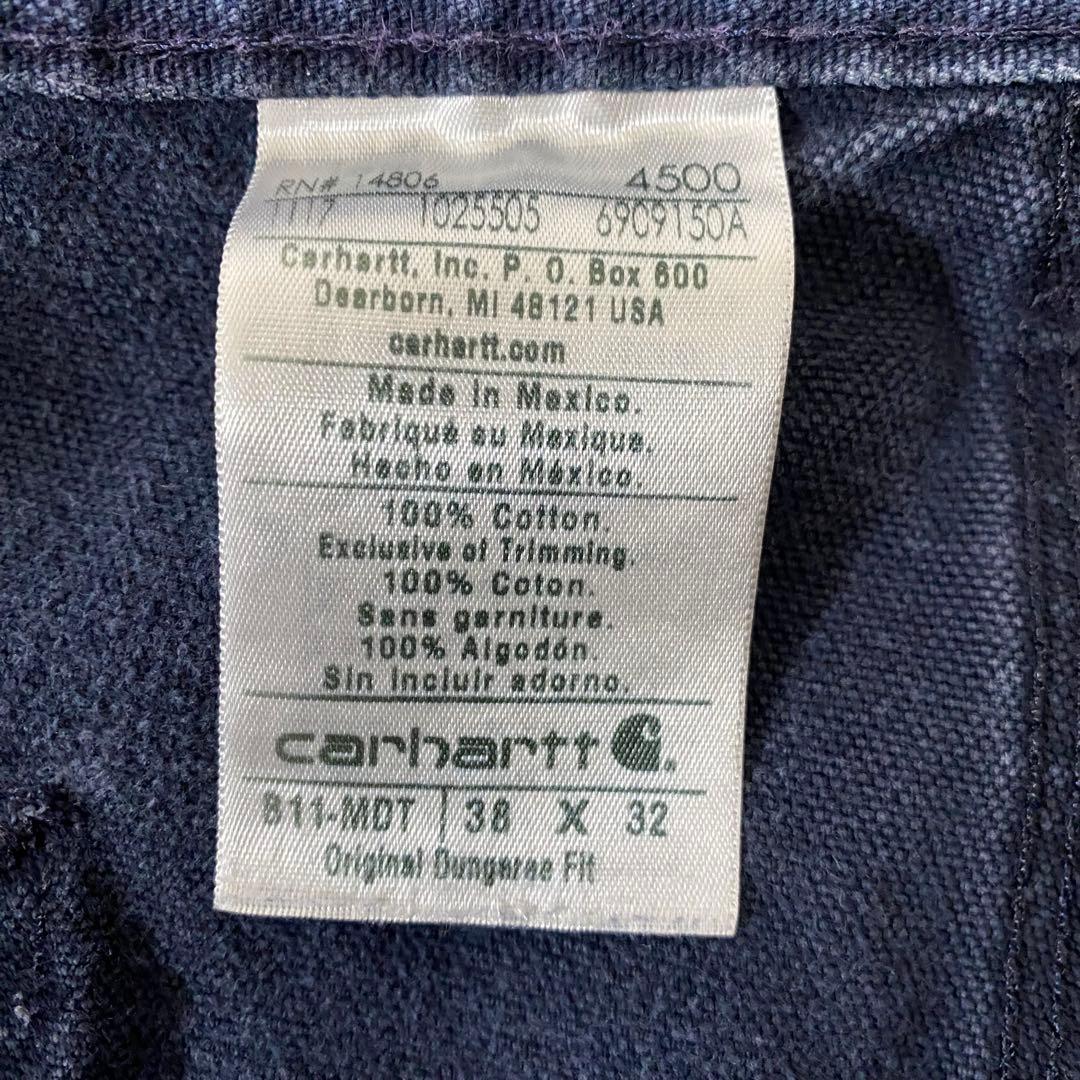 RN# 14806 4500
1117 1025505 6909150A
Carhartt, Inc. P. O. Box 600
Dearborn, MI 48121 USA
carhartt.com
Made in Mexico.
Fabriqué au Mexique.
Hecho en México.
100% Cotton.
Exclusive of Trimming.
100% Coton.
Sans garniture.
100% Algodón.
Sin incluir adorno.
carhartt
B11-MDT 38 X 32
Original Dungaree Fit